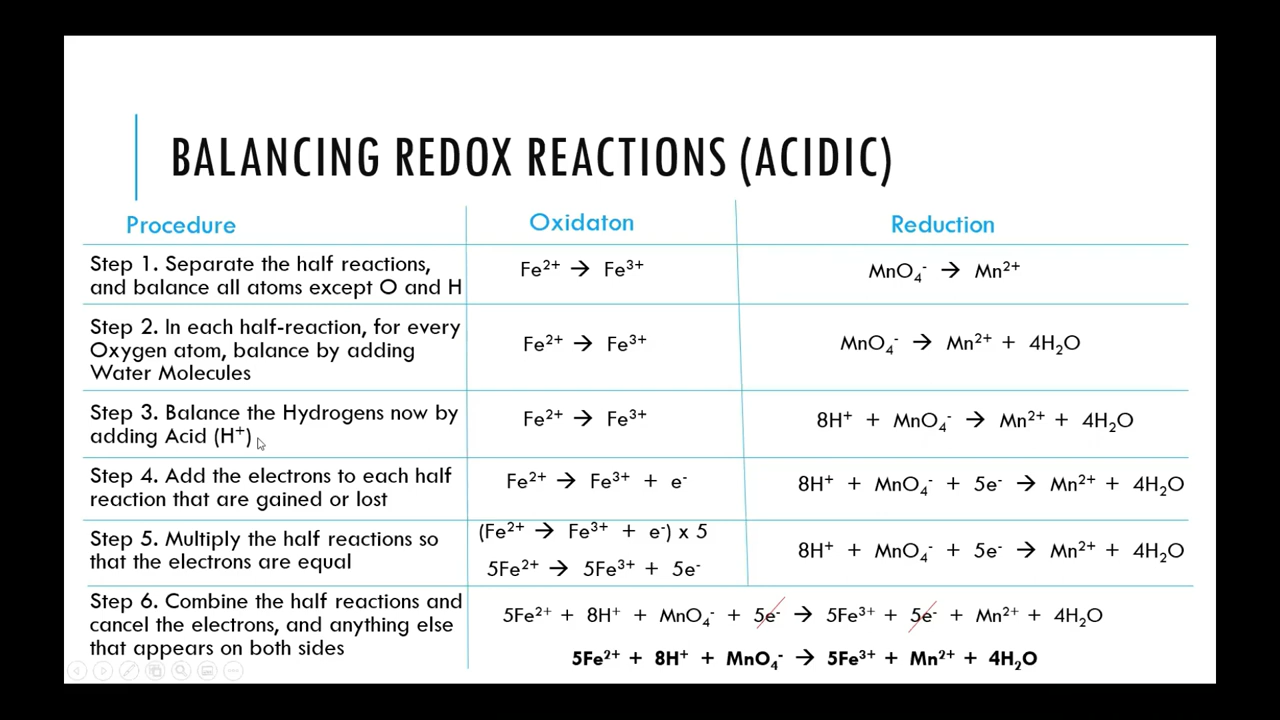 BALANCING REDOX REACTIONS (ACIDIC)
Procedure Oxidaton Reduction
Step 1. Separate the half reactions,
and balance all atoms except O and H
Fe²⁺ → Fe³⁺
MnO₄⁻ → Mn²⁺
Step 2. In each half-reaction, for every
Oxygen atom, balance by adding
Water Molecules
Fe²⁺ → Fe³⁺
MnO₄⁻ → Mn²⁺ + 4H₂O
Step 3. Balance the Hydrogens now by
adding Acid (H⁺)
Fe²⁺ → Fe³⁺
8H⁺ + MnO₄⁻ → Mn²⁺ + 4H₂O
Step 4. Add the electrons to each half
reaction that are gained or lost
Fe²⁺ → Fe³⁺ + e⁻
8H⁺ + MnO₄⁻ + 5e⁻ → Mn²⁺ + 4H₂O
Step 5. Multiply the half reactions so
that the electrons are equal
(Fe²⁺ → Fe³⁺ + e⁻) x 5
5Fe²⁺ → 5Fe³⁺ + 5e⁻
8H⁺ + MnO₄⁻ + 5e⁻ → Mn²⁺ + 4H₂O
Step 6. Combine the half reactions and
cancel the electrons, and anything else
that appears on both sides
5Fe²⁺ + 8H⁺ + MnO₄⁻ + 5e⁻ → 5Fe³⁺ + 5e⁻ + Mn²⁺ + 4H₂O
5Fe²⁺ + 8H⁺ + MnO₄⁻ → 5Fe³⁺ + Mn²⁺ + 4H₂O